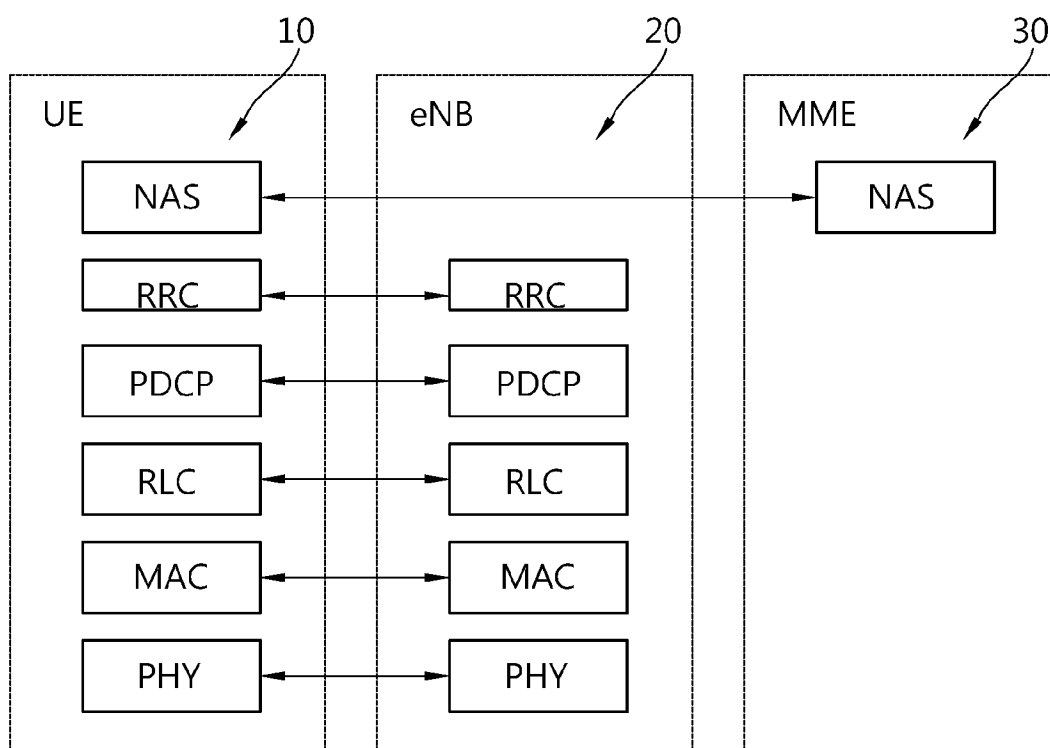 10
20
30
UE
eNB
MME
NAS
NAS
RRC
RRC
PDCP
PDCP
RLC
RLC
MAC
MAC
PHY
PHY